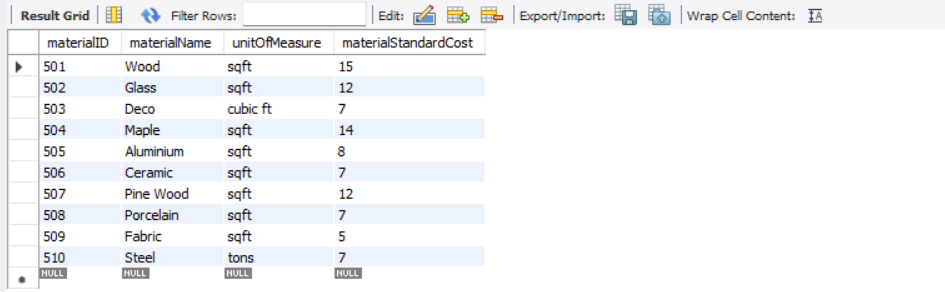 Result Grid Filter Rows: Edit: Export/Import: Wrap Cell Content: IA
materialID materialName unitOfMeasure materialStandardCost
501 Wood sqft 15
502 Glass sqft 12
503 Deco cubic ft 7
504 Maple sqft 14
505 Aluminium sqft 8
506 Ceramic sqft 7
507 Pine Wood sqft 12
508 Porcelain sqft 7
509 Fabric sqft 5
510 Steel tons 7
NULL NULL NULL NULL